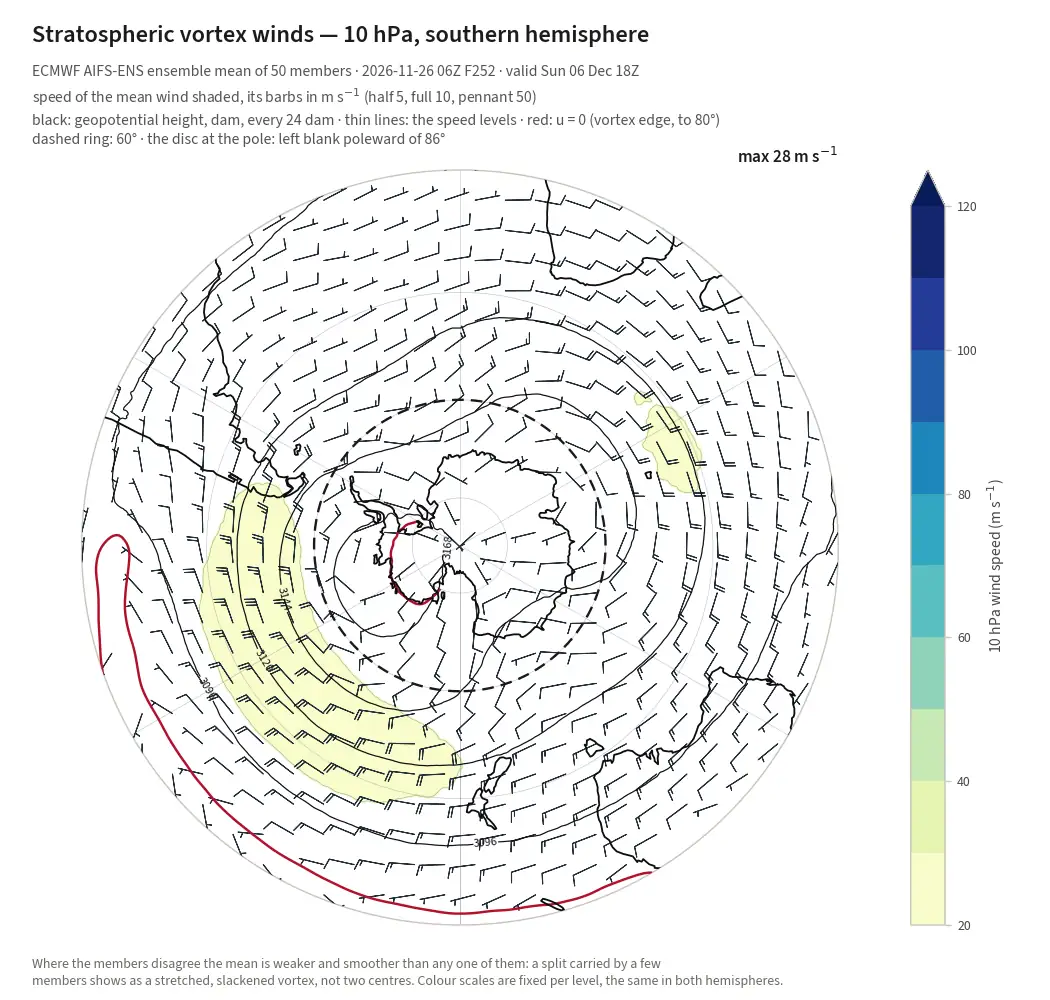 Stratospheric vortex winds — 10 hPa, southern hemisphere
ECMWF AIFS-ENS ensemble mean of 50 members · 2026-11-26 06Z F252 · valid Sun 06 Dec 18Z
speed of the mean wind shaded, its barbs in m s⁻¹ (half 5, full 10, pennant 50)
black: geopotential height, dam, every 24 dam · thin lines: the speed levels · red: u = 0 (vortex edge, to 80°)
dashed ring: 60° · the disc at the pole: left blank poleward of 86°
max 28 m s⁻¹
120
100
80
60
40
20
10 hPa wind speed (m s⁻¹)
3168
3144
3120
3096
3096
Where the members disagree the mean is weaker and smoother than any one of them: a split carried by a few
members shows as a stretched, slackened vortex, not two centres. Colour scales are fixed per level, the same in both hemispheres.